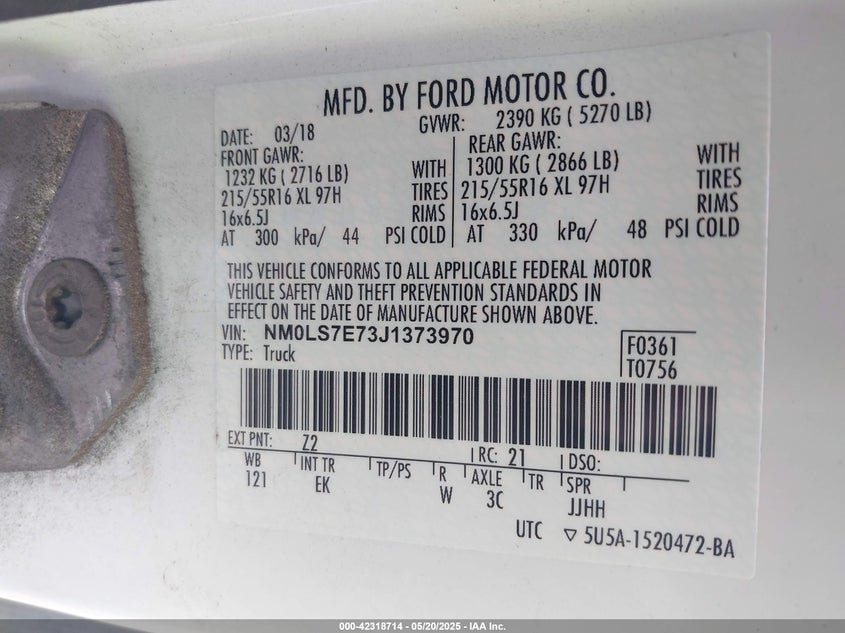 MFD. BY FORD MOTOR CO.
DATE: 03/18 GVWR: 2390 KG ( 5270 LB)
FRONT GAWR: REAR GAWR:
1232 KG ( 2716 LB) WITH 1300 KG ( 2866 LB) WITH
215/55R16 XL 97H TIRES 215/55R16 XL 97H TIRES
16x6.5J RIMS 16x6.5J RIMS
AT 300 kPa/ 44 PSI COLD AT 330 kPa/ 48 PSI COLD
THIS VEHICLE CONFORMS TO ALL APPLICABLE FEDERAL MOTOR
VEHICLE SAFETY AND THEFT PREVENTION STANDARDS IN
EFFECT ON THE DATE OF MANUFACTURE SHOWN ABOVE.
VIN: NM0LS7E73J1373970
TYPE: Truck
F0361
T0756
EXT PNT: Z2 RC: 21 DSO:
WB INT TR TP/PS R AXLE TR SPR
121 EK W 3C JJHH
UTC ▽ 5U5A-1520472-BA
000-42318714 - 05/20/2025 - IAA Inc.